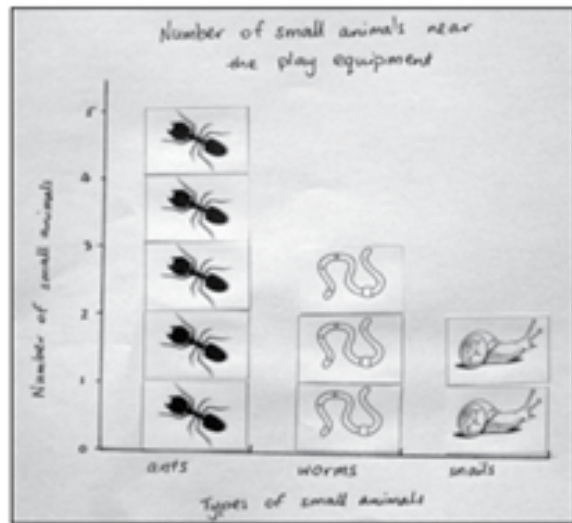 Number of small animals near
the play equipment
Number of small animals
5
4
3
2
1
0
ants worms snails
Types of small animals